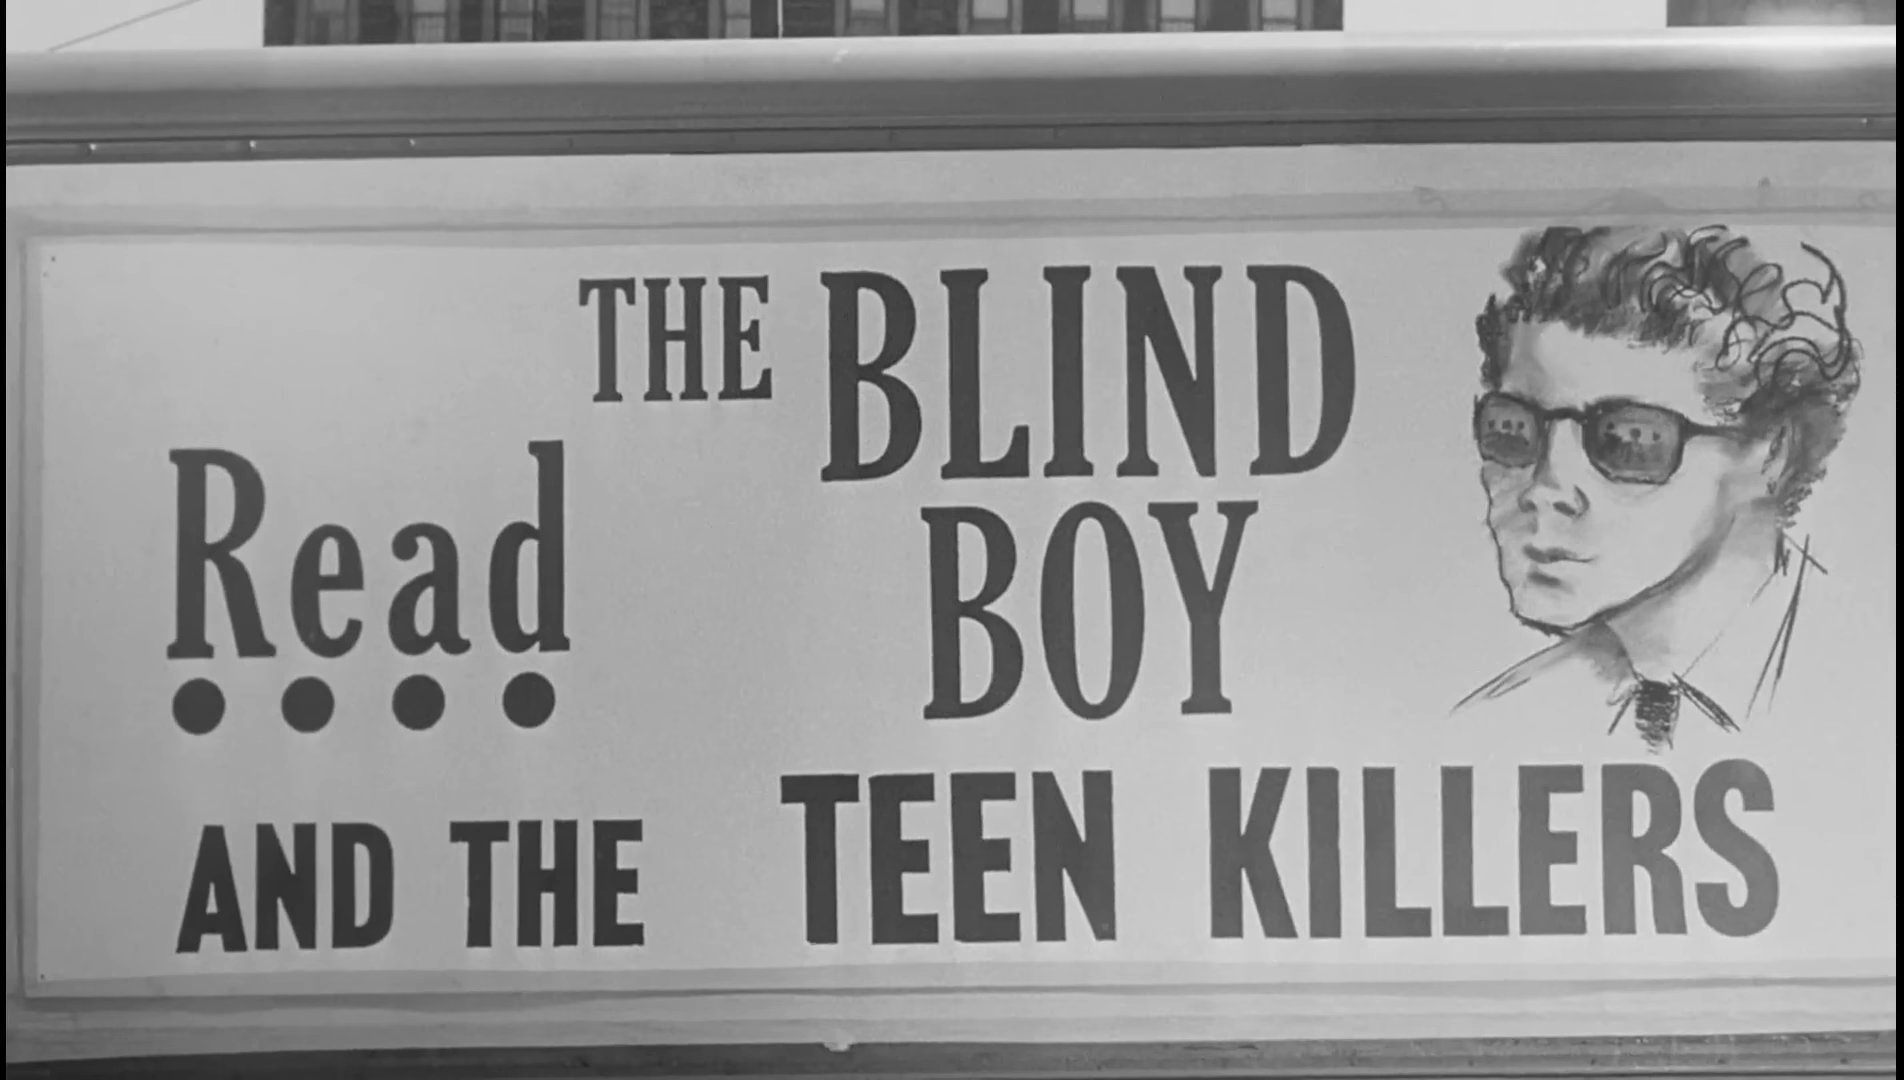 THE BLIND
Read
....
BOY
AND THE TEEN KILLERS